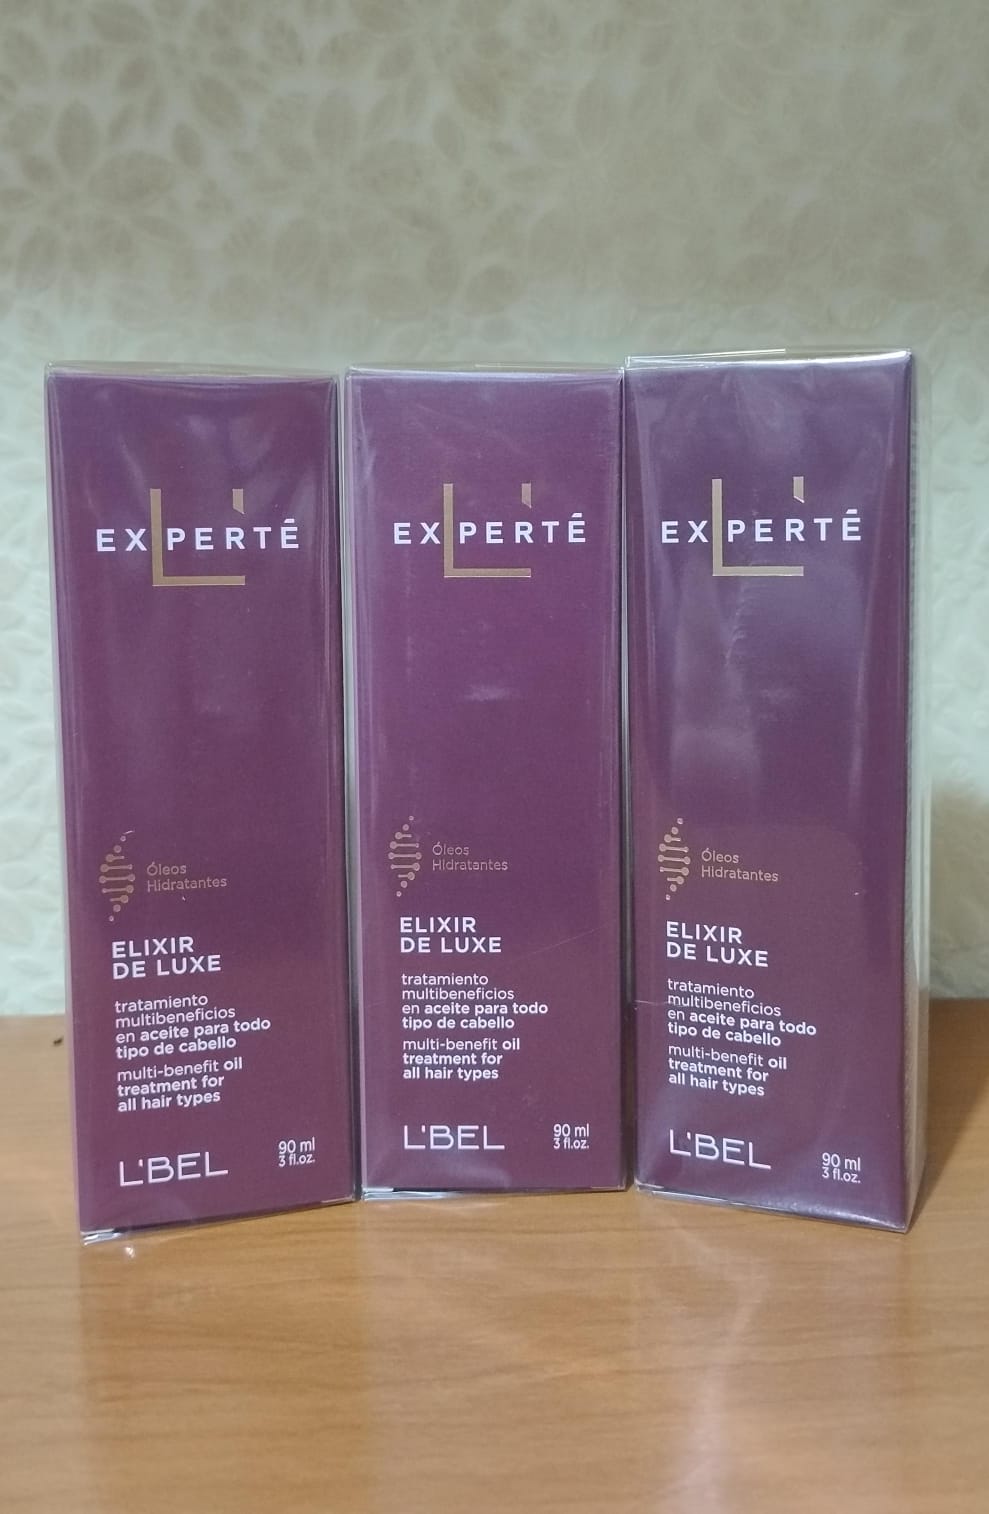 L'
EXPERTĒ
Óleos
Hidratantes
ELIXIR
DE LUXE
tratamiento
multibeneficios
en aceite para todo
tipo de cabello
multi-benefit oil
treatment for
all hair types
L'BEL
90 ml
3 fl.oz.
L'
EXPERTĒ
Óleos
Hidratantes
ELIXIR
DE LUXE
tratamiento
multibeneficios
en aceite para todo
tipo de cabello
multi-benefit oil
treatment for
all hair types
L'BEL
90 ml
3 fl.oz.
L'
EXPERTĒ
Óleos
Hidratantes
ELIXIR
DE LUXE
tratamiento
multibeneficios
en aceite para todo
tipo de cabello
multi-benefit oil
treatment for
all hair types
L'BEL
90 ml
3 fl.oz.